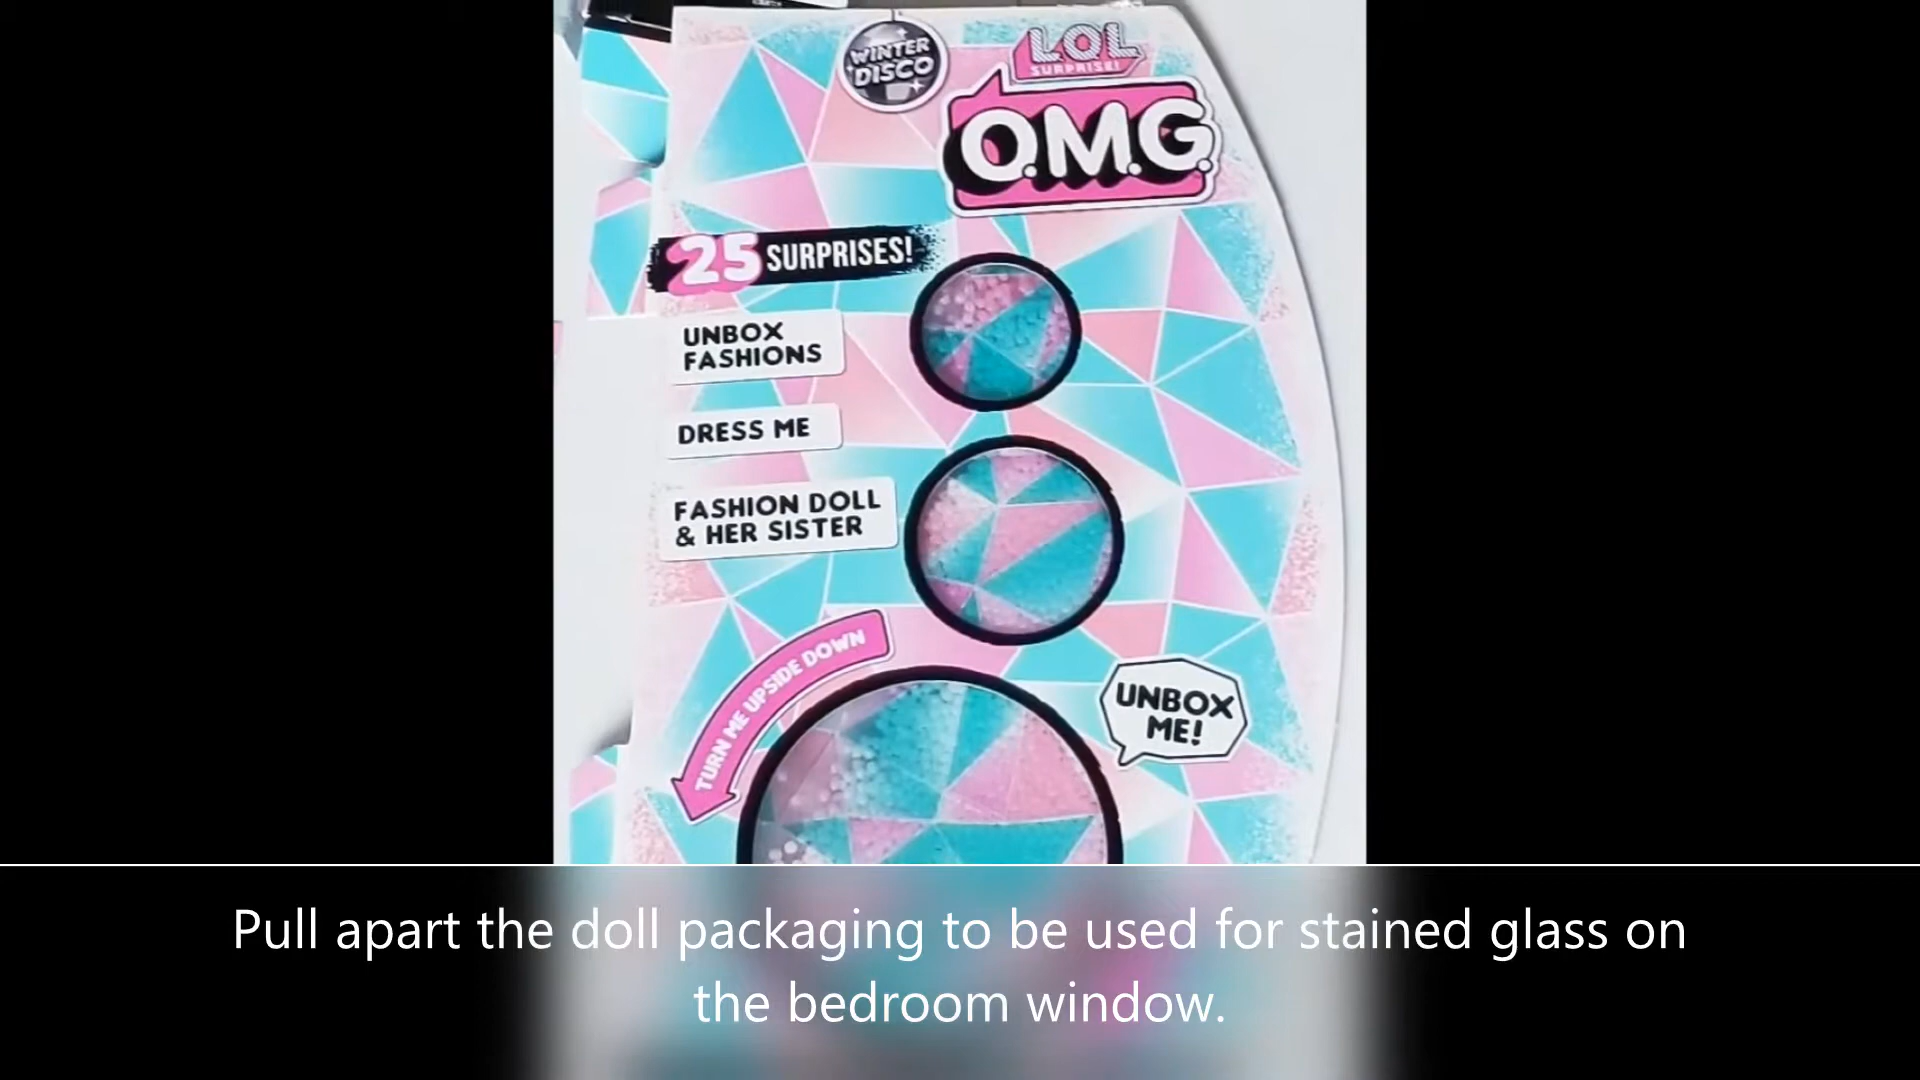 WINTER
DISCO
LOL
SURPRISE!
O.M.G.
25 SURPRISES!
UNBOX
FASHIONS
DRESS ME
FASHION DOLL
& HER SISTER
TURN ME UPSIDE DOWN
UNBOX
ME!
Pull apart the doll packaging to be used for stained glass on
the bedroom window.